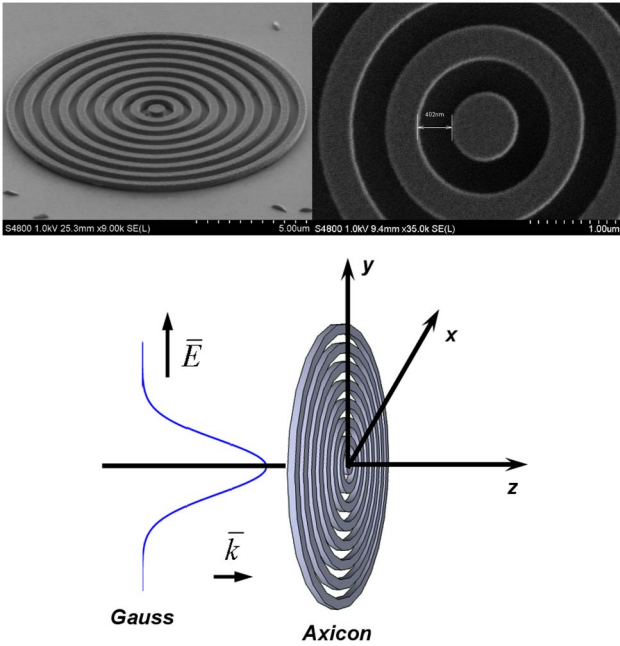 402nm
S4800 1.0kV 25.3mm x9.00k SE(L) 5.00um
S4800 1.0kV 9.4mm x35.0k SE(L) 1.00um
y
E
x
z
k
Gauss
Axicon